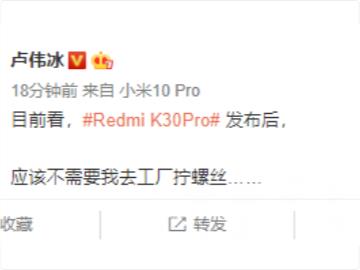 卢伟冰
18分钟前 来自 小米10 Pro
目前看，#Redmi K30Pro# 发布后，
应该不需要我去工厂拧螺丝……
收藏 转发